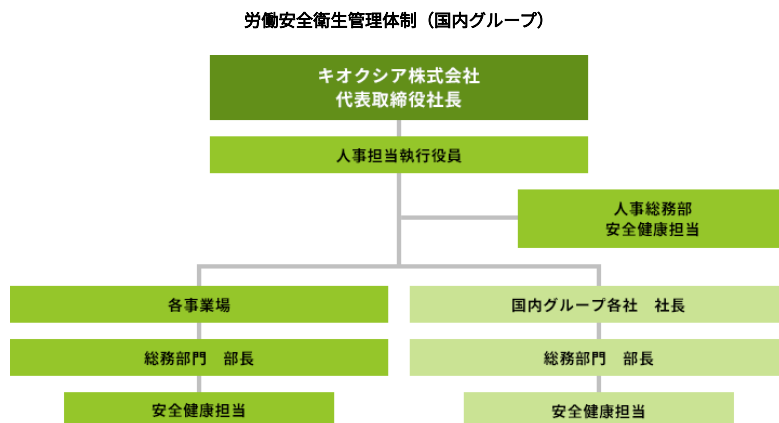 労働安全衛生管理体制（国内グループ）
キオクシア株式会社
代表取締役社長
人事担当執行役員
人事総務部
安全健康担当
各事業場
国内グループ各社　社長
総務部門　部長
総務部門　部長
安全健康担当
安全健康担当